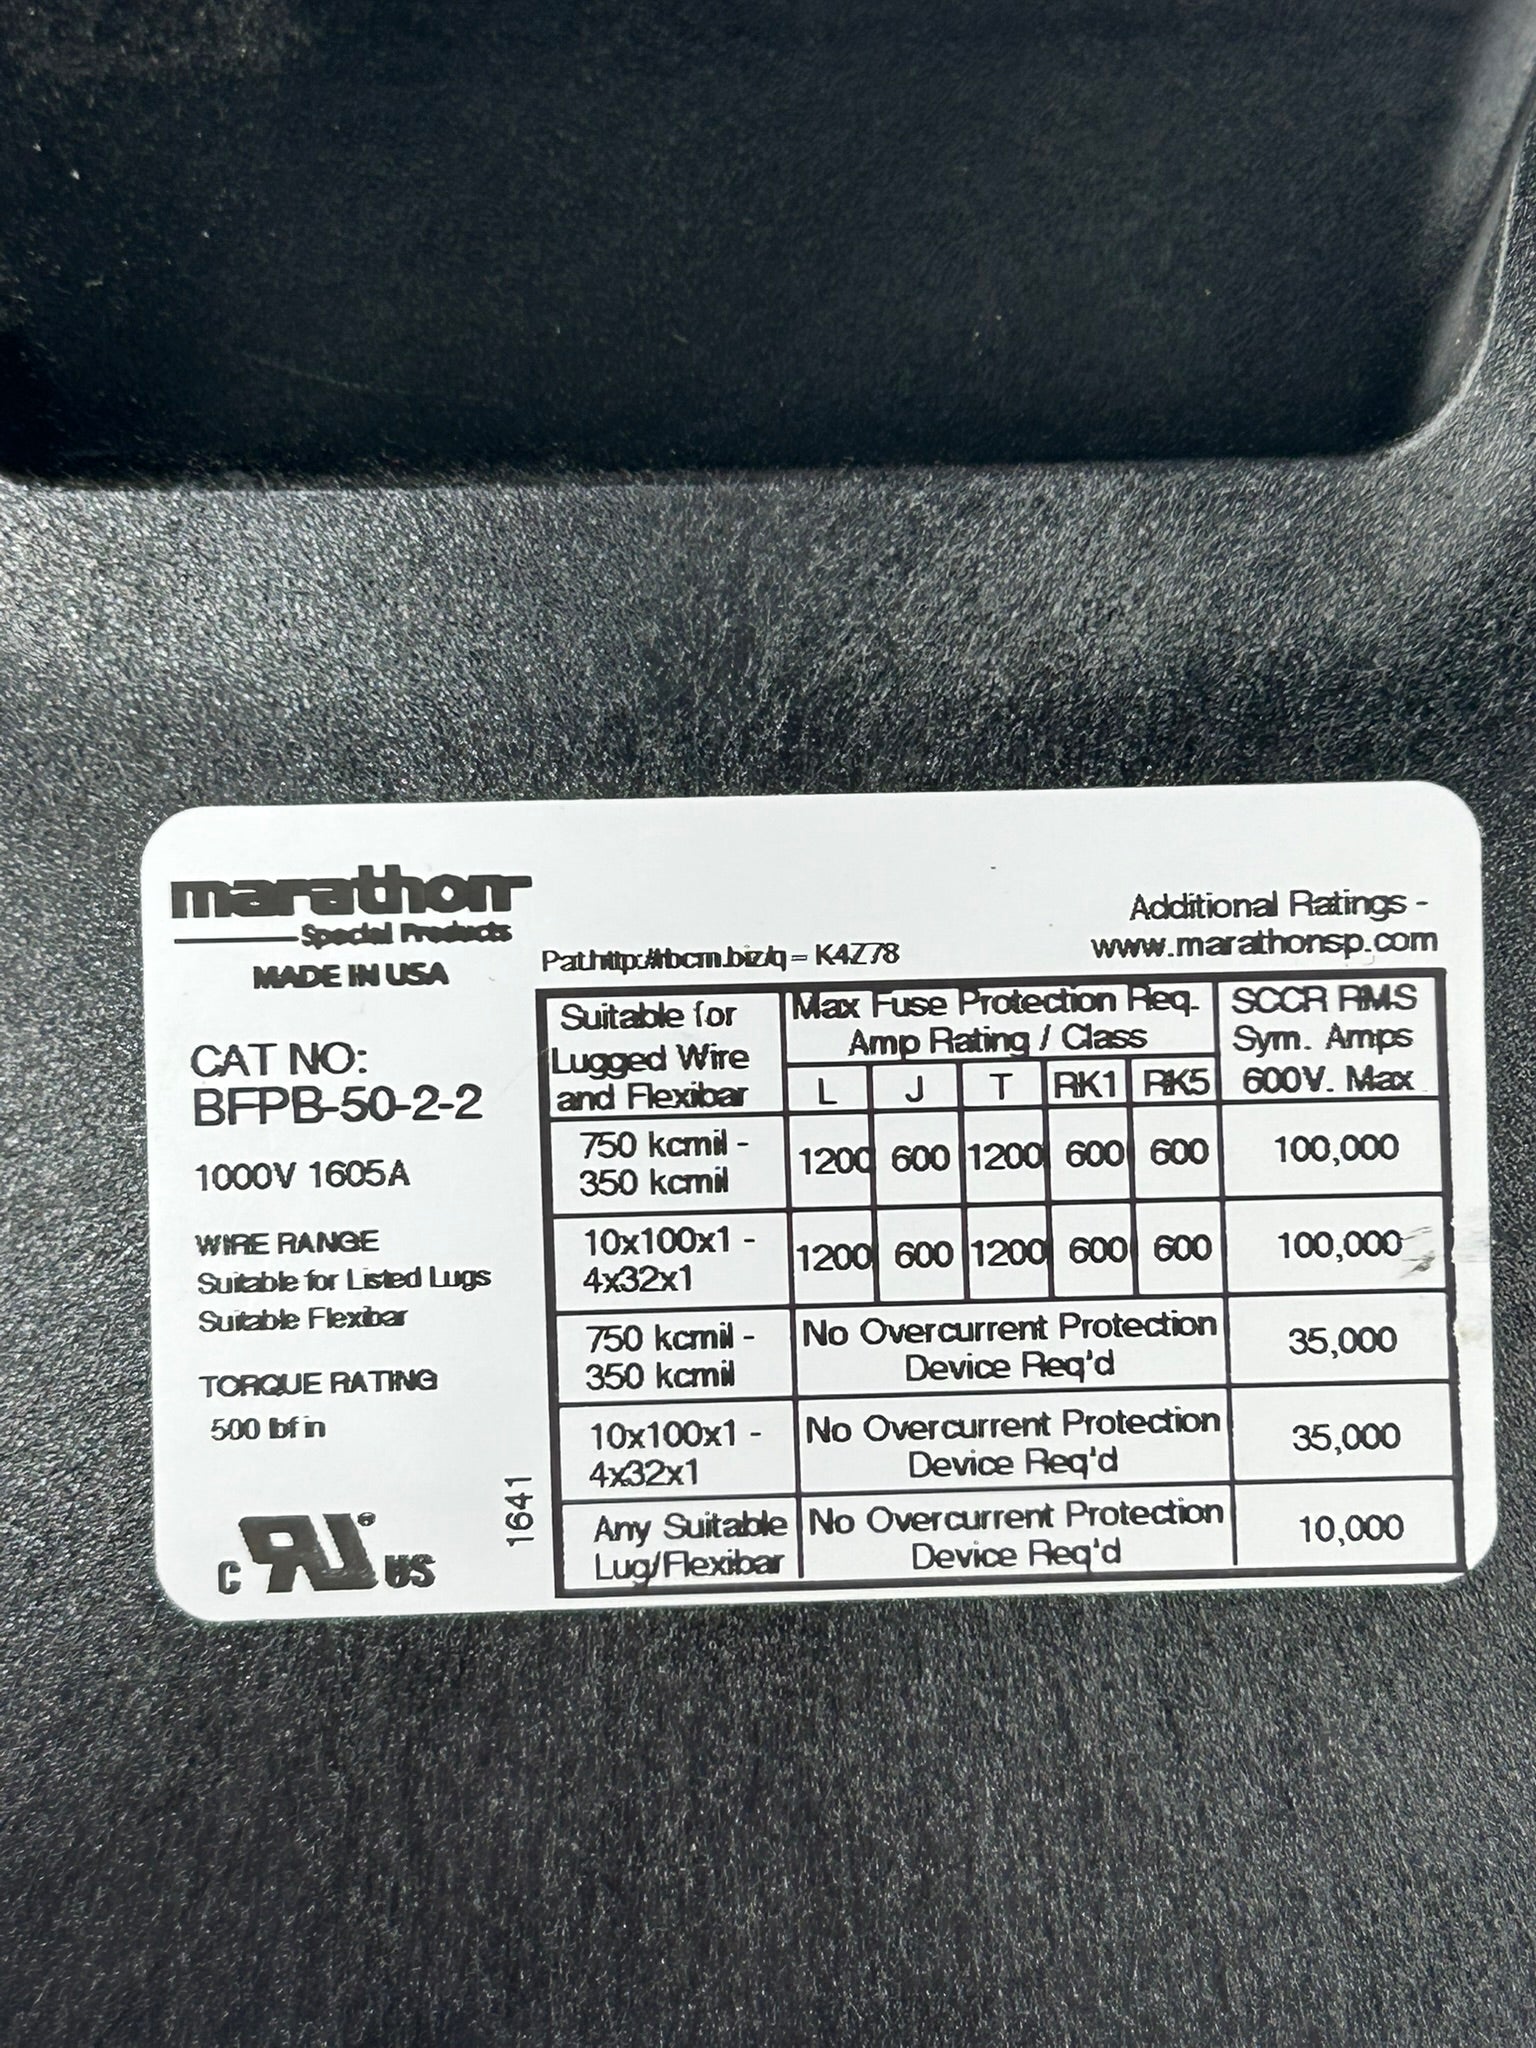 marathon
Special Products
MADE IN USA
CAT NO:
BFPB-50-2-2
1000V 1605A
WIRE RANGE
Suitable for Listed Lugs
Suitable Flexibar
TORQUE RATING
500 lbf in
c RU ® US
1641
K4Z78
Additional Ratings -
www.marathonsp.com
Suitable for Lugged Wire and Flexibar | Max Fuse Protection Req. Amp Rating / Class | SCCR RMS Sym. Amps 600V. Max
L J T RK1 RK5
750 kcmil - 350 kcmil 1200 600 1200 600 600 100,000
10x100x1 - 4x32x1 1200 600 1200 600 600 100,000
750 kcmil - 350 kcmil No Overcurrent Protection Device Req'd 35,000
10x100x1 - 4x32x1 No Overcurrent Protection Device Req'd 35,000
Any Suitable Lug/Flexibar No Overcurrent Protection Device Req'd 10,000